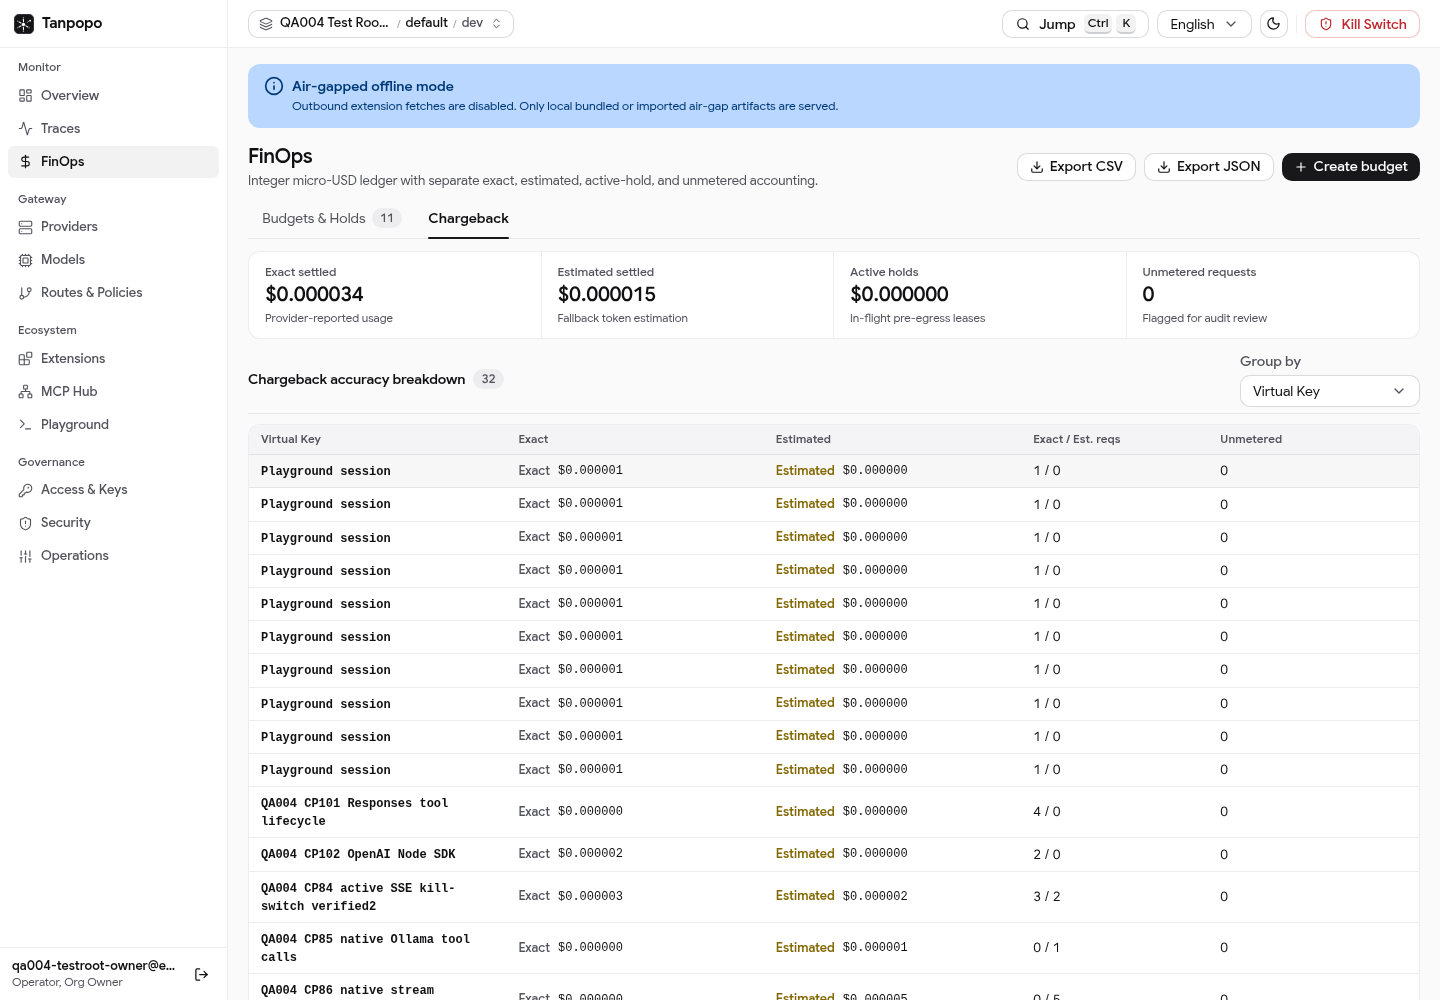 Tanpopo
QA004 Test Roo... / default / dev
Jump Ctrl K
English
Kill Switch
Monitor
Overview
Traces
FinOps
Gateway
Providers
Models
Routes & Policies
Ecosystem
Extensions
MCP Hub
Playground
Governance
Access & Keys
Security
Operations
qa004-testroot-owner@e...
Operator, Org Owner
Air-gapped offline mode
Outbound extension fetches are disabled. Only local bundled or imported air-gap artifacts are served.
FinOps
Integer micro-USD ledger with separate exact, estimated, active-hold, and unmetered accounting.
Export CSV
Export JSON
Create budget
Budgets & Holds 11
Chargeback
Exact settled
$0.000034
Provider-reported usage
Estimated settled
$0.000015
Fallback token estimation
Active holds
$0.000000
In-flight pre-egress leases
Unmetered requests
0
Flagged for audit review
Chargeback accuracy breakdown 32
Group by
Virtual Key
Virtual Key Exact Estimated Exact / Est. reqs Unmetered
Playground session Exact $0.000001 Estimated $0.000000 1 / 0 0
Playground session Exact $0.000001 Estimated $0.000000 1 / 0 0
Playground session Exact $0.000001 Estimated $0.000000 1 / 0 0
Playground session Exact $0.000001 Estimated $0.000000 1 / 0 0
Playground session Exact $0.000001 Estimated $0.000000 1 / 0 0
Playground session Exact $0.000001 Estimated $0.000000 1 / 0 0
Playground session Exact $0.000001 Estimated $0.000000 1 / 0 0
Playground session Exact $0.000001 Estimated $0.000000 1 / 0 0
Playground session Exact $0.000001 Estimated $0.000000 1 / 0 0
Playground session Exact $0.000001 Estimated $0.000000 1 / 0 0
QA004 CP101 Responses tool
lifecycle Exact $0.000000 Estimated $0.000000 4 / 0 0
QA004 CP102 OpenAI Node SDK Exact $0.000002 Estimated $0.000000 2 / 0 0
QA004 CP84 active SSE kill-
switch verified2 Exact $0.000003 Estimated $0.000002 3 / 2 0
QA004 CP85 native Ollama tool
calls Exact $0.000000 Estimated $0.000001 0 / 1 0
QA004 CP86 native stream
Exact $0.000000 Estimated $0.000005 0 / 5 0